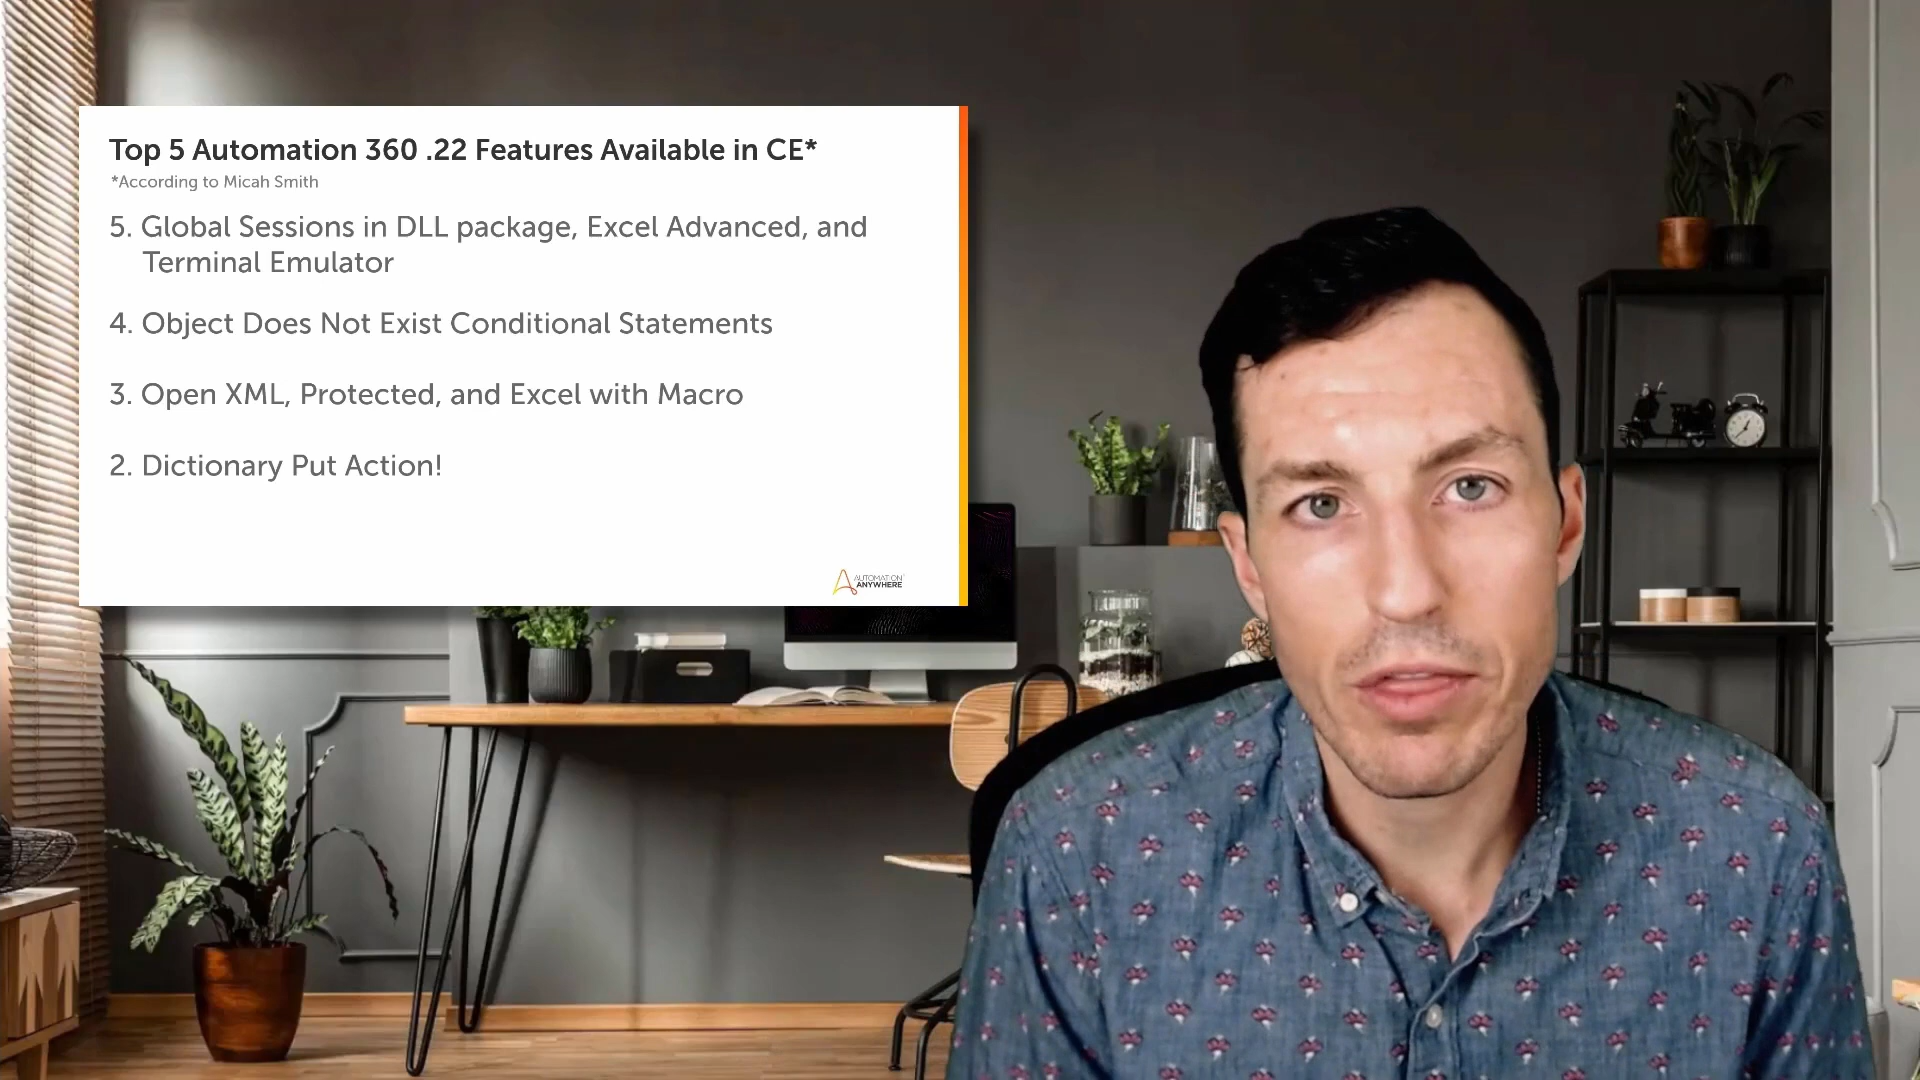 Top 5 Automation 360 .22 Features Available in CE*
*According to Micah Smith
5. Global Sessions in DLL package, Excel Advanced, and
Terminal Emulator
4. Object Does Not Exist Conditional Statements
3. Open XML, Protected, and Excel with Macro
2. Dictionary Put Action!
AUTOMATION
ANYWHERE